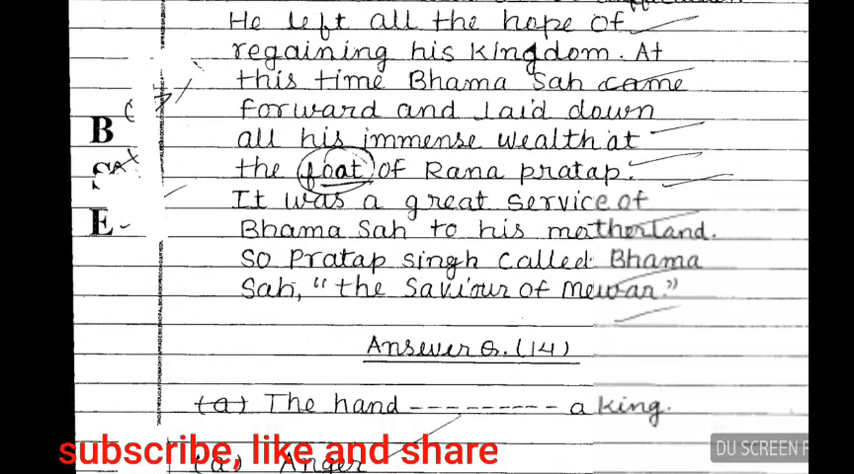 He left all the hope of
regaining his kingdom. At
this time Bhama Sah came
forward and laid down
all his immense wealth at
the foat of Rana pratap.
It was a great service of
Bhama Sah to his motherland.
So Pratap singh called Bhama
Sah, "the Saviour of Mewar."
B
E
Ansever Q. (14)
(a) The hand --------- a king.
(a) Anger
subscribe, like and share
DU SCREEN